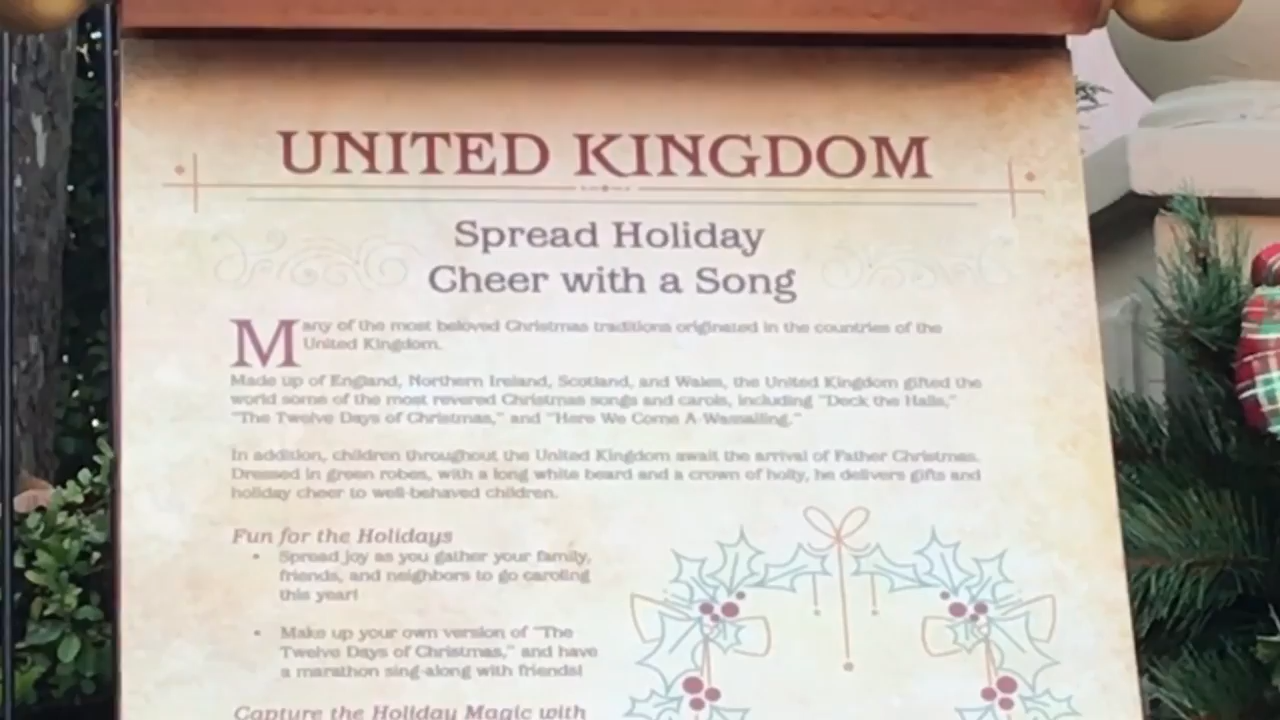 UNITED KINGDOM
Spread Holiday
Cheer with a Song
Many of the most beloved Christmas traditions originated in the countries of the
United Kingdom.
Made up of England, Northern Ireland, Scotland, and Wales, the United Kingdom gifted the
world some of the most revered Christmas songs and carols, including "Deck the Halls,"
"The Twelve Days of Christmas," and "Here We Come A-Wassailing."
In addition, children throughout the United Kingdom await the arrival of Father Christmas.
Dressed in green robes, with a long white beard and a crown of holly, he delivers gifts and
holiday cheer to well-behaved children.
Fun for the Holidays
• Spread joy as you gather your family,
friends, and neighbors to go caroling
this year!
• Make up your own version of "The
Twelve Days of Christmas," and have
a marathon sing-along with friends!
Capture the Holiday Magic with